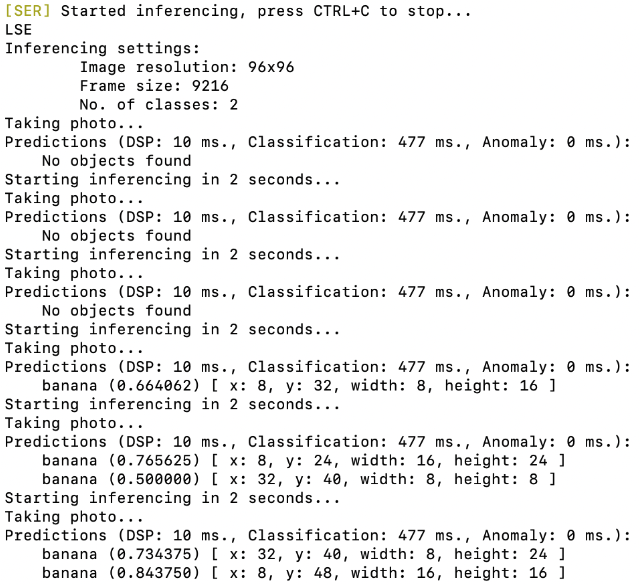 [SER] Started inferencing, press CTRL+C to stop...
LSE
Inferencing settings:
        Image resolution: 96x96
        Frame size: 9216
        No. of classes: 2
Taking photo...
Predictions (DSP: 10 ms., Classification: 477 ms., Anomaly: 0 ms.):
    No objects found
Starting inferencing in 2 seconds...
Taking photo...
Predictions (DSP: 10 ms., Classification: 477 ms., Anomaly: 0 ms.):
    No objects found
Starting inferencing in 2 seconds...
Taking photo...
Predictions (DSP: 10 ms., Classification: 477 ms., Anomaly: 0 ms.):
    No objects found
Starting inferencing in 2 seconds...
Taking photo...
Predictions (DSP: 10 ms., Classification: 477 ms., Anomaly: 0 ms.):
    banana (0.664062) [ x: 8, y: 32, width: 8, height: 16 ]
Starting inferencing in 2 seconds...
Taking photo...
Predictions (DSP: 10 ms., Classification: 477 ms., Anomaly: 0 ms.):
    banana (0.765625) [ x: 8, y: 24, width: 16, height: 24 ]
    banana (0.500000) [ x: 32, y: 40, width: 8, height: 8 ]
Starting inferencing in 2 seconds...
Taking photo...
Predictions (DSP: 10 ms., Classification: 477 ms., Anomaly: 0 ms.):
    banana (0.734375) [ x: 32, y: 40, width: 8, height: 24 ]
    banana (0.843750) [ x: 8, y: 48, width: 16, height: 16 ]